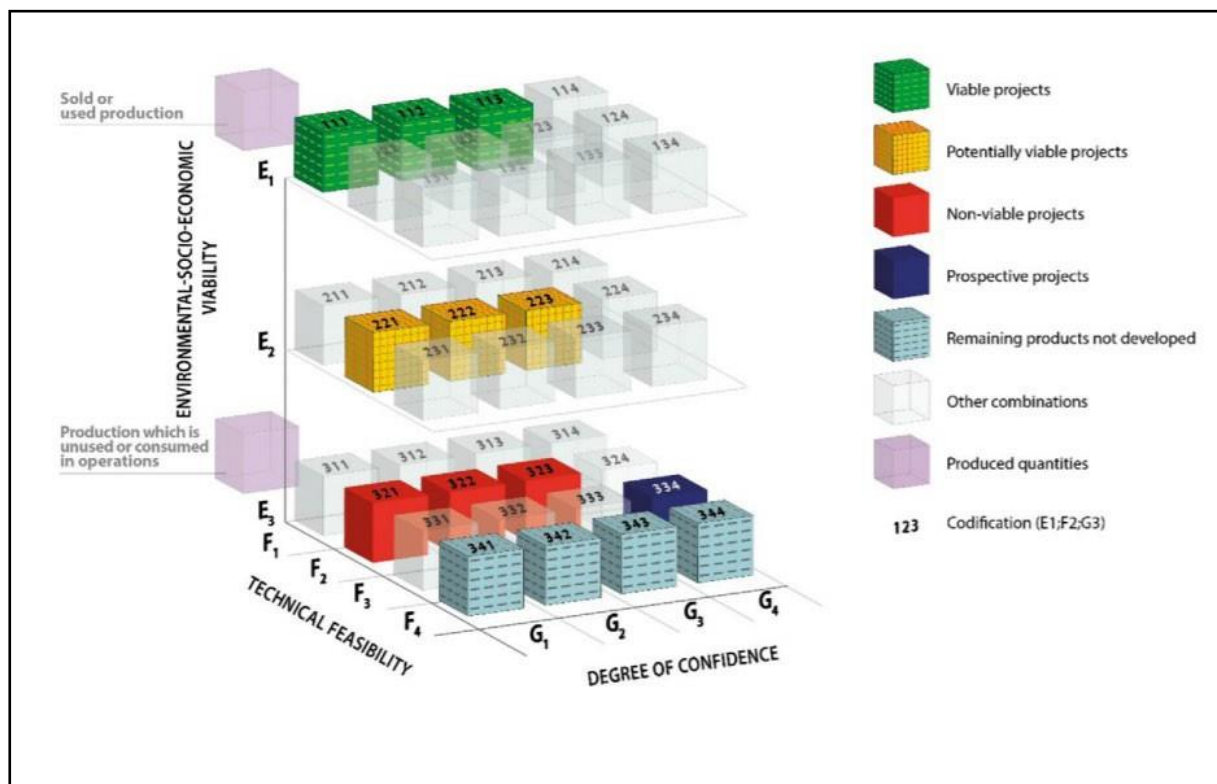 Sold or
used production
ENVIRONMENTAL-SOCIO-ECONOMIC
VIABILITY
E1
111
112
113
114
123
124
132
133
134
E2
211
212
213
214
221
222
223
224
231
232
233
234
Production which is
unused or consumed
in operations
E3
311
312
313
314
321
322
323
324
331
332
333
334
341
342
343
344
F1
F2
F3
F4
TECHNICAL FEASIBILITY
G1
G2
G3
G4
DEGREE OF CONFIDENCE
Viable projects
Potentially viable projects
Non-viable projects
Prospective projects
Remaining products not developed
Other combinations
Produced quantities
123 Codification (E1;F2;G3)